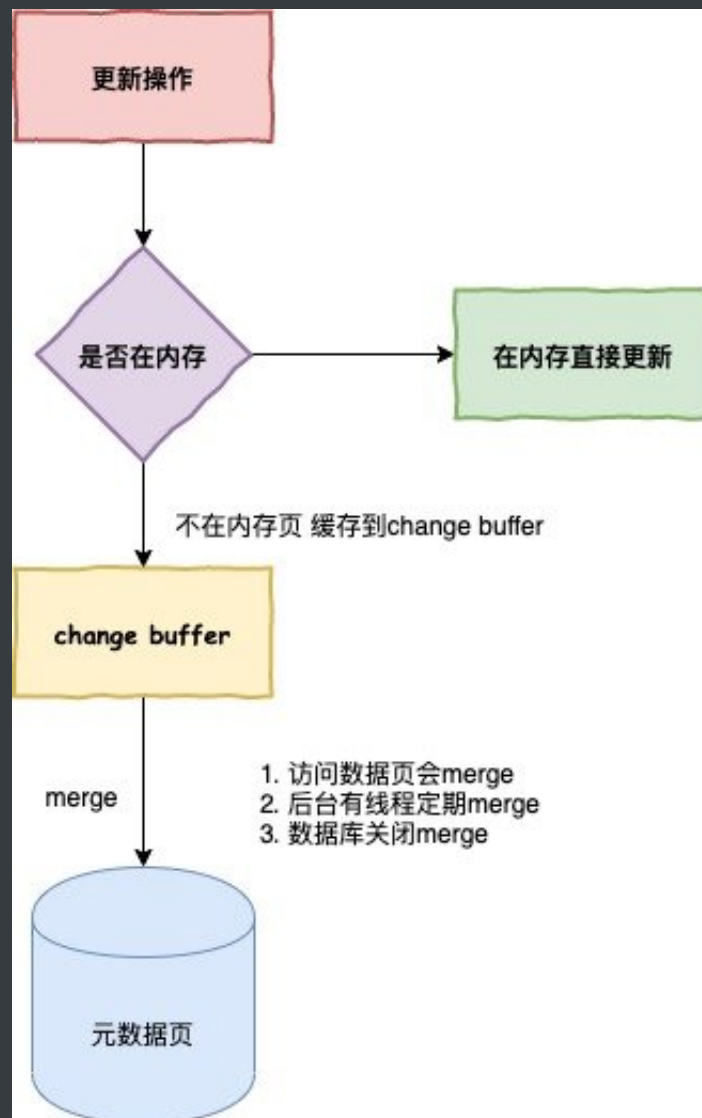 更新操作
是否在内存
在内存直接更新
不在内存页 缓存到change buffer
change buffer
merge
1. 访问数据页会merge
2. 后台有线程定期merge
3. 数据库关闭merge
元数据页